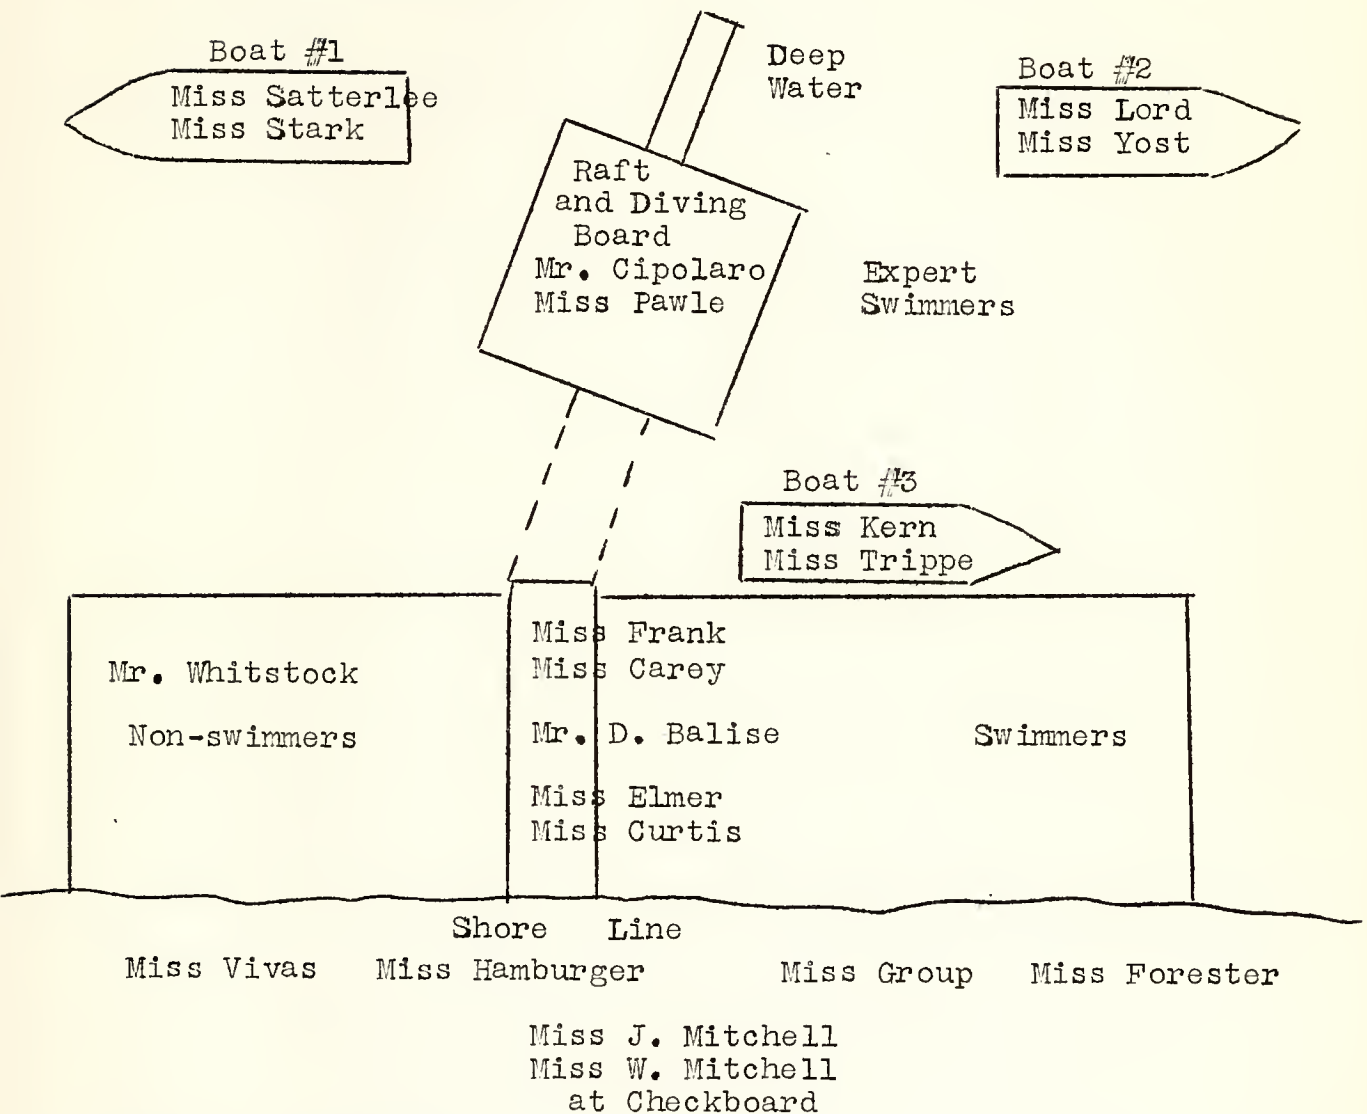 Boat #1
Miss Satterlee
Miss Stark
Deep
Water
Boat #2
Miss Lord
Miss Yost
Raft
and Diving
Board
Mr. Cipolaro
Miss Pawle
Expert
Swimmers
Boat #3
Miss Kern
Miss Trippe
Mr. Whitstock
Non-swimmers
Miss Frank
Miss Carey
Mr. D. Balise
Miss Elmer
Miss Curtis
Swimmers
Shore Line
Miss Vivas Miss Hamburger Miss Group Miss Forester
Miss J. Mitchell
Miss W. Mitchell
at Checkboard